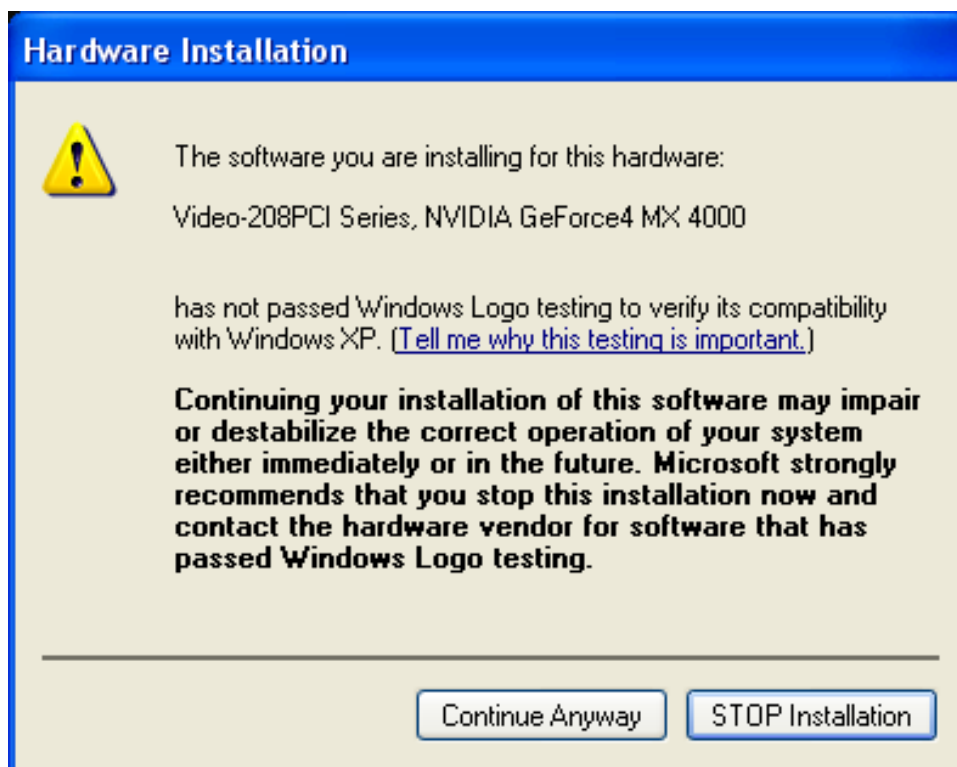 Hardware Installation
The software you are installing for this hardware:
Video-208PCI Series, NVIDIA GeForce4 MX 4000
has not passed Windows Logo testing to verify its compatibility
with Windows XP. (Tell me why this testing is important.)
Continuing your installation of this software may impair
or destabilize the correct operation of your system
either immediately or in the future. Microsoft strongly
recommends that you stop this installation now and
contact the hardware vendor for software that has
passed Windows Logo testing.
Continue Anyway
STOP Installation